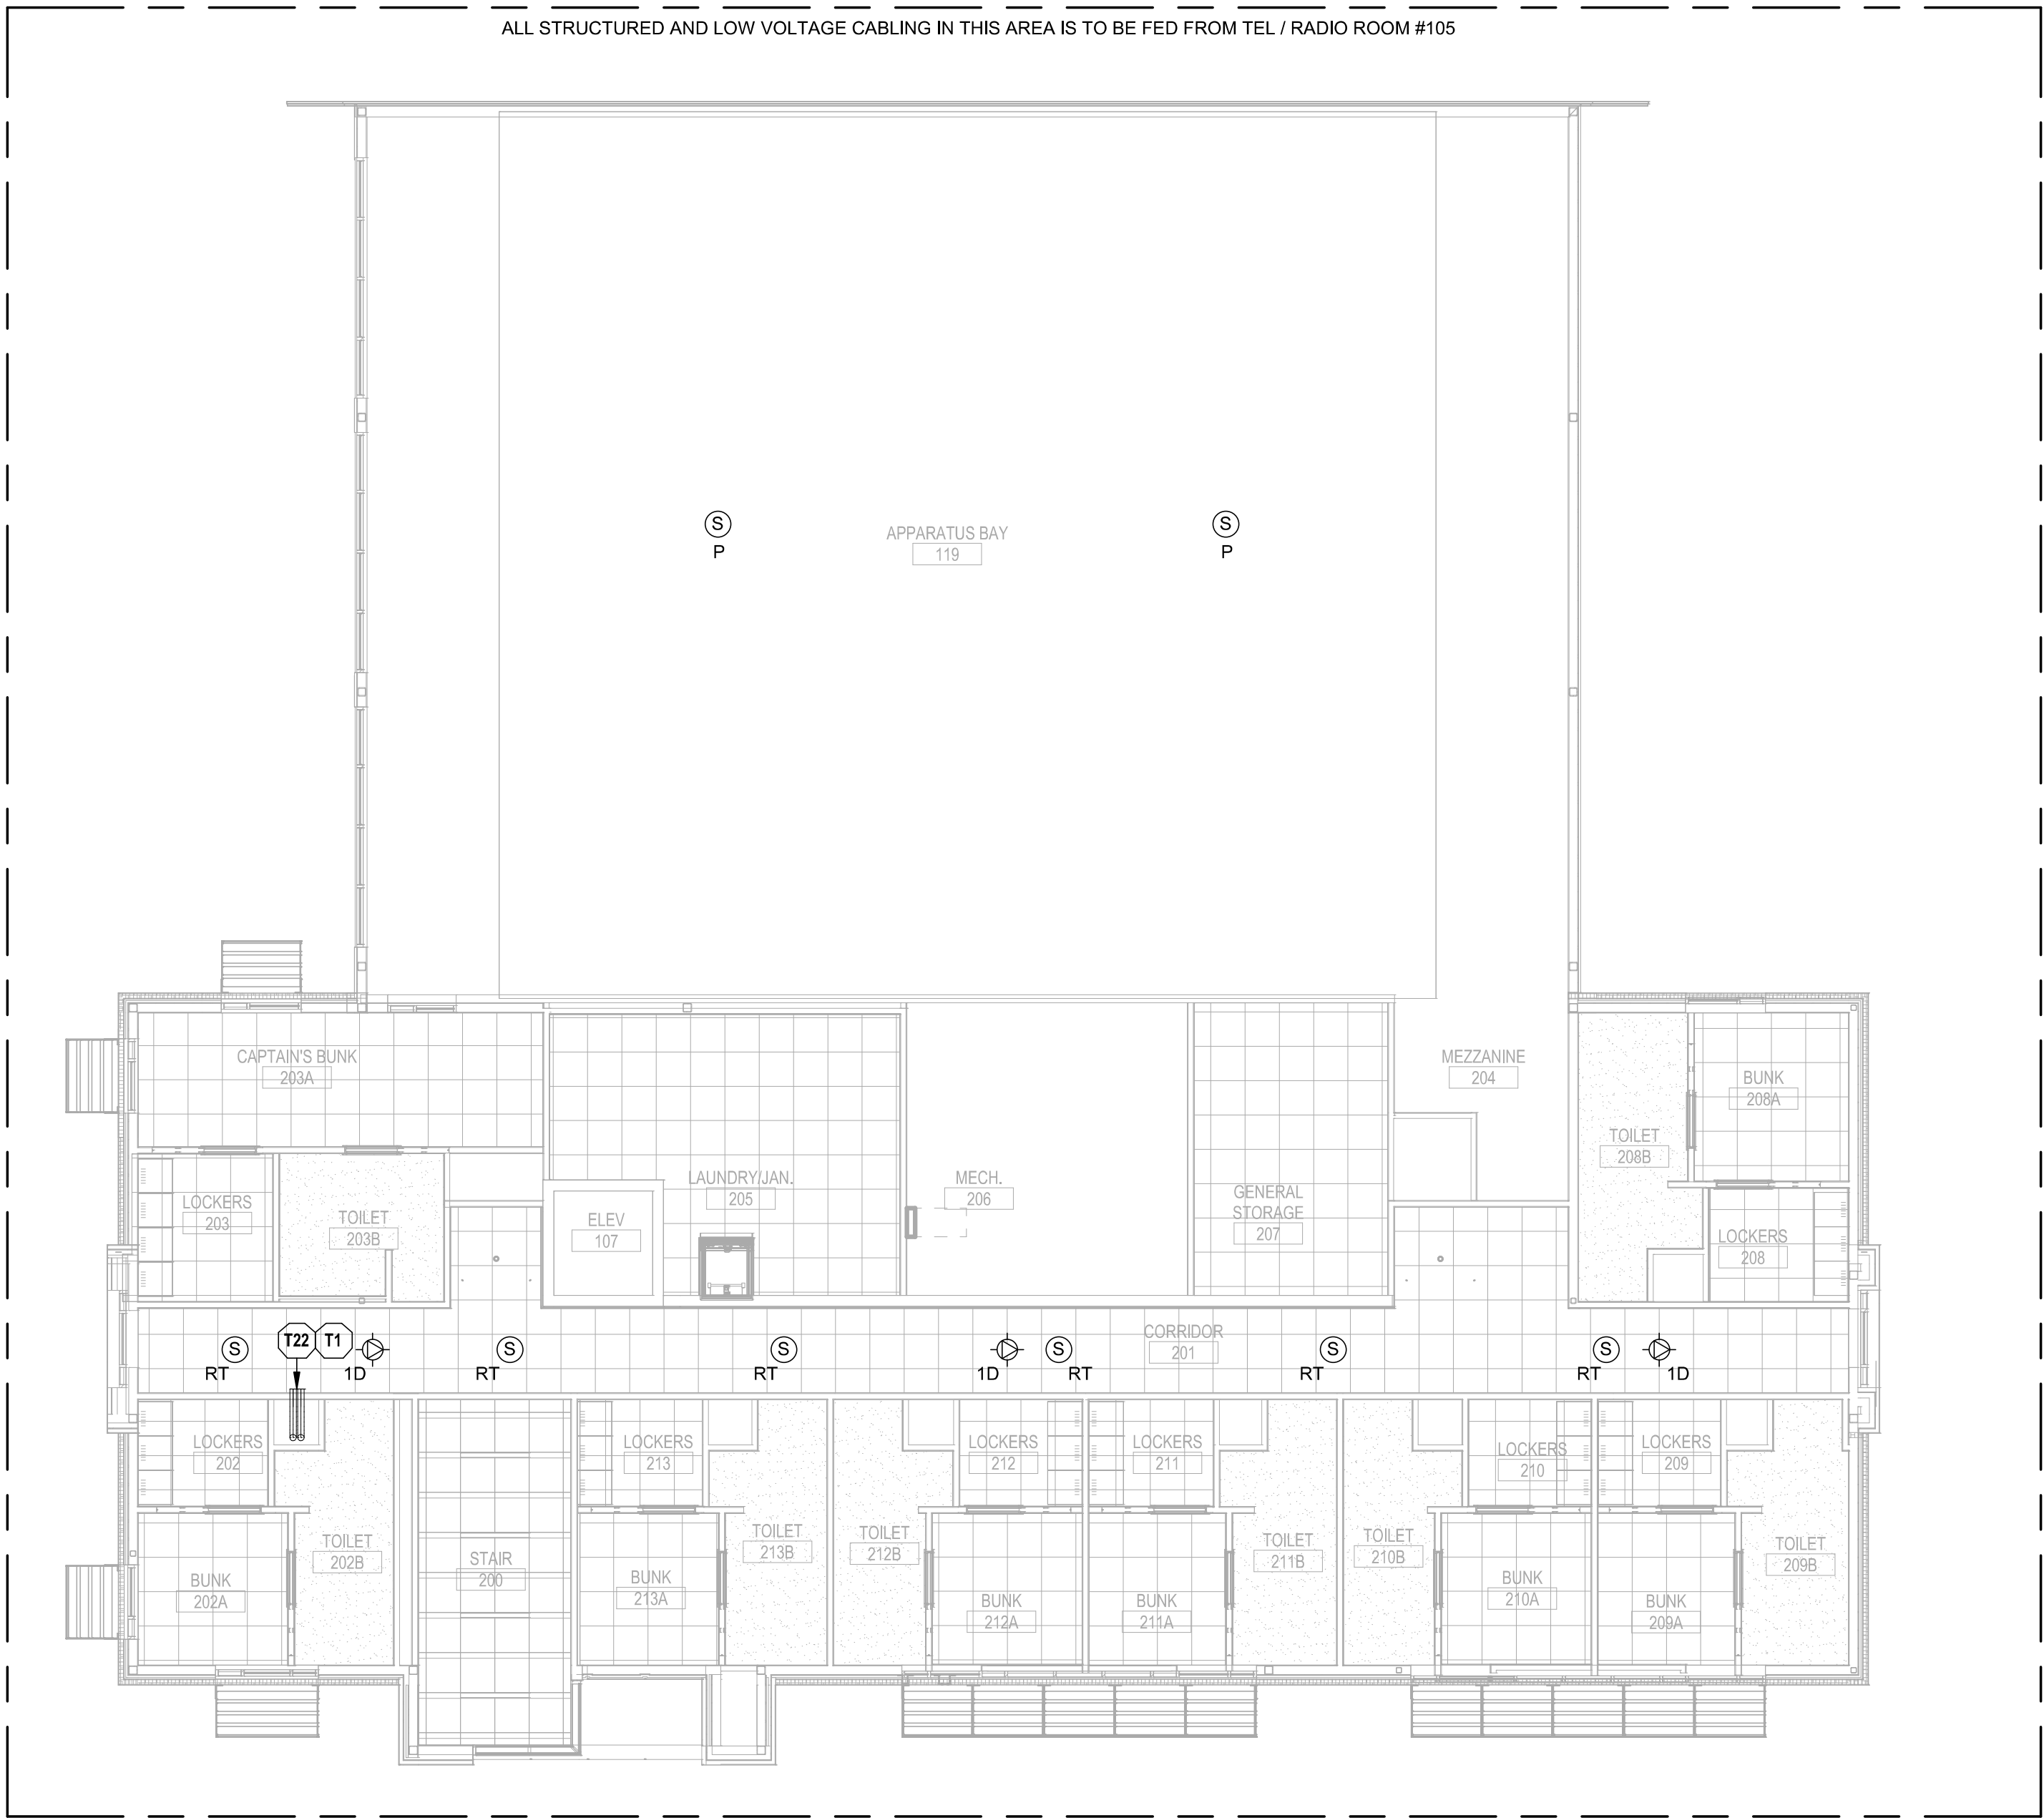 ALL STRUCTURED AND LOW VOLTAGE CABLING IN THIS AREA IS TO BE FED FROM TEL / RADIO ROOM #105
S
P
APPARATUS BAY
119
S
P
CAPTAIN'S BUNK
203A
MEZZANINE
204
BUNK
208A
TOILET
208B
LOCKERS
203
TOILET
203B
ELEV
107
LAUNDRY/JAN.
205
MECH.
206
GENERAL
STORAGE
207
LOCKERS
208
S
RT
T22
T1
1D
S
RT
S
RT
1D
S
RT
CORRIDOR
201
S
RT
S
RT
1D
LOCKERS
202
LOCKERS
213
LOCKERS
212
LOCKERS
211
LOCKERS
210
LOCKERS
209
TOILET
202B
STAIR
200
TOILET
213B
TOILET
212B
TOILET
211B
TOILET
210B
TOILET
209B
BUNK
202A
BUNK
213A
BUNK
212A
BUNK
211A
BUNK
210A
BUNK
209A